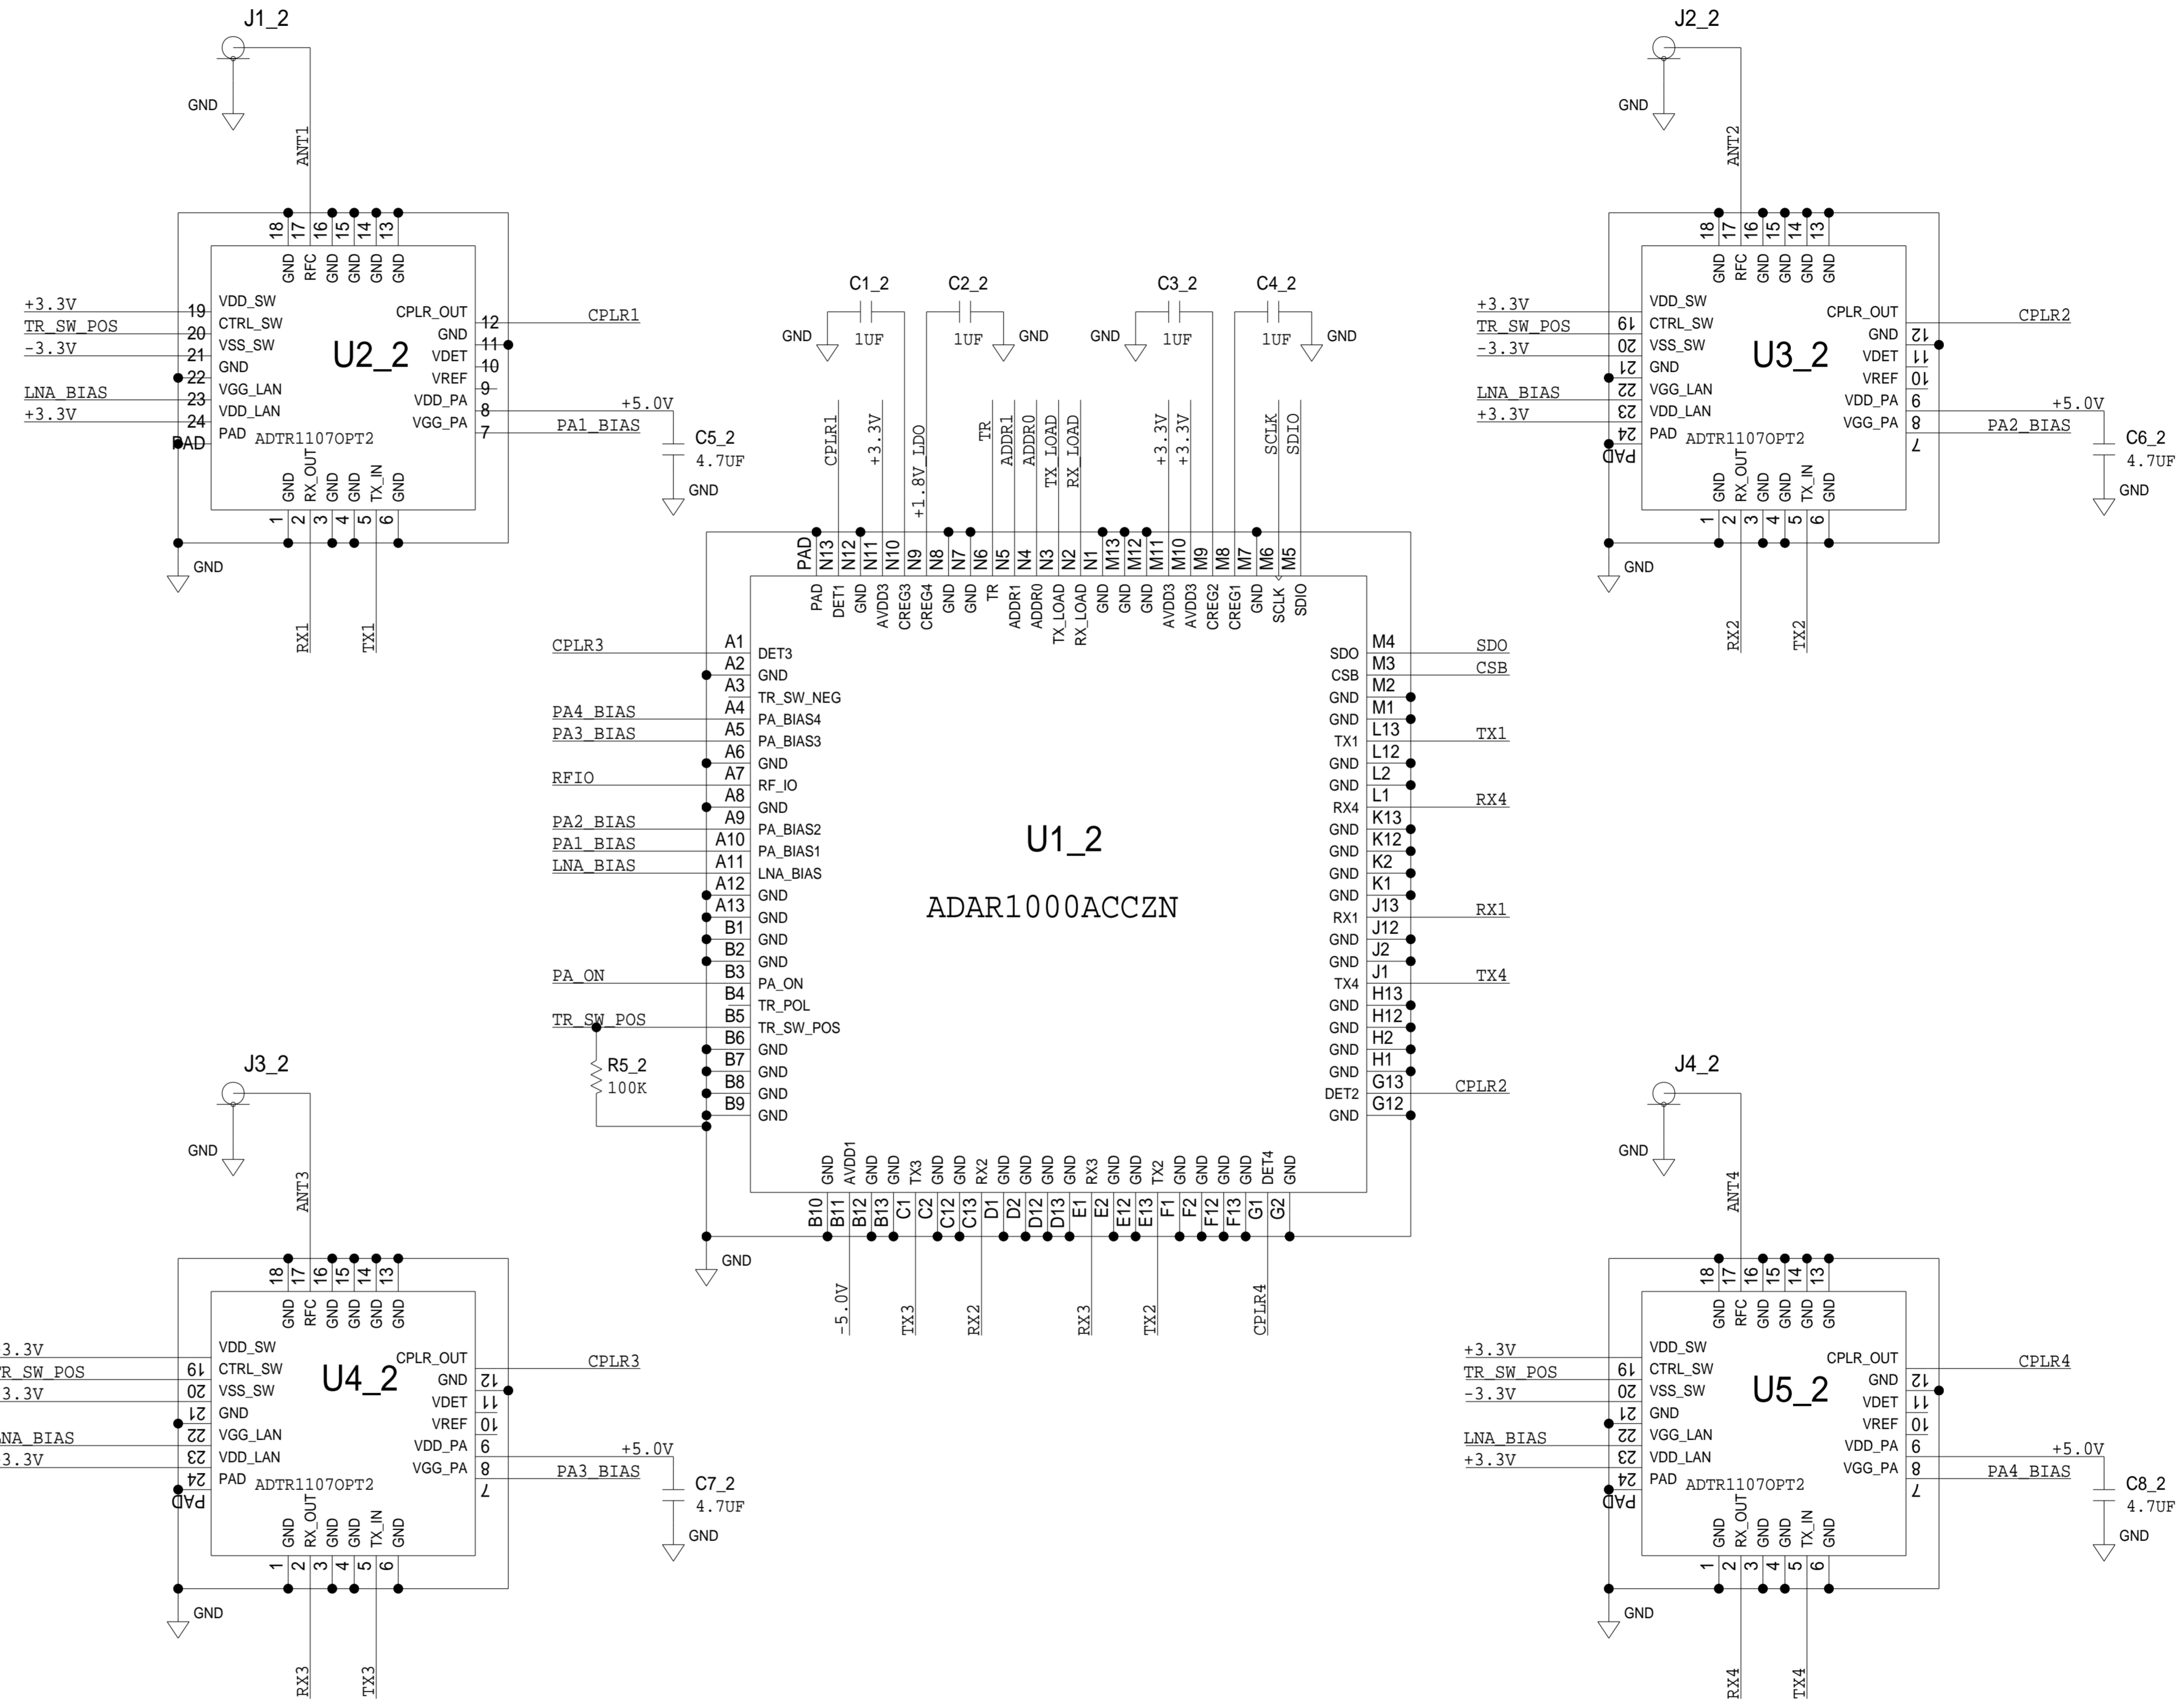 J1_2
GND
ANT1
18 17 16 15 14 13
GND RFC GND GND GND GND
+3.3V 19 VDD_SW
TR_SW_POS 20 CTRL_SW
-3.3V 21 VSS_SW
22 GND
LNA_BIAS 23 VGG_LAN
+3.3V 24 VDD_LAN
PAD PAD
U2_2
ADTR1107OPT2
CPLR_OUT 12 CPLR1
GND 11
VDET 10
VREF 9
VDD_PA 8 +5.0V
VGG_PA 7 PA1_BIAS
C5_2
4.7UF
GND
GND RX_OUT GND GND TX_IN GND
1 2 3 4 5 6
GND
RX1 TX1
J2_2
GND
ANT2
18 17 16 15 14 13
GND RFC GND GND GND GND
+3.3V VDD_SW
TR_SW_POS 19 CTRL_SW
-3.3V 20 VSS_SW
21 GND
LNA_BIAS 22 VGG_LAN
+3.3V 23 VDD_LAN
24 PAD
PAD
U3_2
ADTR1107OPT2
CPLR_OUT CPLR2
GND 12
VDET 11
VREF 10
VDD_PA 9 +5.0V
VGG_PA 8 PA2_BIAS
7
C6_2
4.7UF
GND
GND RX_OUT GND GND TX_IN GND
1 2 3 4 5 6
GND
RX2 TX2
C1_2 C2_2 C3_2 C4_2
GND 1UF 1UF GND GND 1UF 1UF GND
CPLR1 +3.3V +1.8V_LDO TR ADDR1 ADDR0 TX_LOAD RX_LOAD +3.3V +3.3V SCLK SDIO
PAD N13 N12 N11 N10 N9 N8 N7 N6 N5 N4 N3 N2 N1 M13 M12 M11 M10 M9 M8 M7 M6 M5
PAD DET1 GND AVDD3 CREG3 CREG4 GND GND TR ADDR1 ADDR0 TX_LOAD RX_LOAD GND GND GND AVDD3 AVDD3 CREG2 CREG1 GND SCLK SDIO
CPLR3 A1 DET3
A2 GND
A3 TR_SW_NEG
PA4_BIAS A4 PA_BIAS4
PA3_BIAS A5 PA_BIAS3
A6 GND
RFIO A7 RF_IO
A8 GND
PA2_BIAS A9 PA_BIAS2
PA1_BIAS A10 PA_BIAS1
LNA_BIAS A11 LNA_BIAS
A12 GND
A13 GND
B1 GND
B2 GND
PA_ON B3 PA_ON
B4 TR_POL
TR_SW_POS B5 TR_SW_POS
B6 GND
B7 GND
B8 GND
B9 GND
R5_2
100K
U1_2
ADAR1000ACCZN
SDO M4 SDO
CSB M3 CSB
GND M2
GND M1
TX1 L13 TX1
GND L12
GND L2
RX4 L1 RX4
GND K13
GND K12
GND K2
GND K1
RX1 J13 RX1
GND J12
GND J2
TX4 J1 TX4
GND H13
GND H12
GND H2
GND H1
DET2 G13 CPLR2
GND G12
GND AVDD1 GND GND TX3 GND GND RX2 GND GND GND GND RX3 GND GND TX2 GND GND GND GND DET4 GND
B10 B11 B12 B13 C1 C2 C12 C13 D1 D2 D12 D13 E1 E2 E12 E13 F1 F2 F12 F13 G1 G2
GND
-5.0V TX3 RX2 RX3 TX2 CPLR4
J3_2
GND
ANT3
18 17 16 15 14 13
GND RFC GND GND GND GND
3.3V VDD_SW
R_SW_POS 19 CTRL_SW
3.3V 20 VSS_SW
21 GND
NA_BIAS 22 VGG_LAN
3.3V 23 VDD_LAN
24 PAD
PAD
U4_2
ADTR1107OPT2
CPLR_OUT CPLR3
GND 12
VDET 11
VREF 10
VDD_PA 9 +5.0V
VGG_PA 8 PA3_BIAS
7
C7_2
4.7UF
GND
GND RX_OUT GND GND TX_IN GND
1 2 3 4 5 6
GND
RX3 TX3
J4_2
GND
ANT4
18 17 16 15 14 13
GND RFC GND GND GND GND
+3.3V VDD_SW
TR_SW_POS 19 CTRL_SW
-3.3V 20 VSS_SW
21 GND
LNA_BIAS 22 VGG_LAN
+3.3V 23 VDD_LAN
24 PAD
PAD
U5_2
ADTR1107OPT2
CPLR_OUT CPLR4
GND 12
VDET 11
VREF 10
VDD_PA 9 +5.0V
VGG_PA 8 PA4_BIAS
7
C8_2
4.7UF
GND
GND RX_OUT GND GND TX_IN GND
1 2 3 4 5 6
GND
RX4 TX4